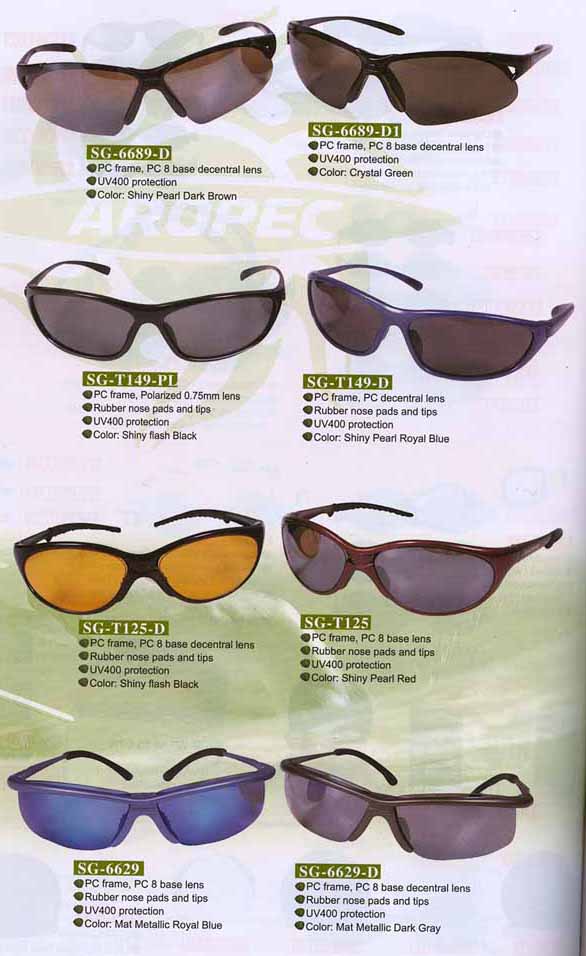 AROPEC
SG-6689-D
PC frame, PC 8 base decentral lens
UV400 protection
Color: Shiny Pearl Dark Brown
SG-6689-D1
PC frame, PC 8 base decentral lens
UV400 protection
Color: Crystal Green
SG-T149-PL
PC frame, Polarized 0.75mm lens
Rubber nose pads and tips
UV400 protection
Color: Shiny flash Black
SG-T149-D
PC frame, PC decentral lens
Rubber nose pads and tips
UV400 protection
Color: Shiny Pearl Royal Blue
SG-T125-D
PC frame, PC 8 base decentral lens
Rubber nose pads and tips
UV400 protection
Color: Shiny flash Black
SG-T125
PC frame, PC 8 base lens
Rubber nose pads and tips
UV400 protection
Color: Shiny Pearl Red
SG-6629
PC frame, PC 8 base lens
Rubber nose pads and tips
UV400 protection
Color: Mat Metallic Royal Blue
SG-6629-D
PC frame, PC 8 base decentral lens
Rubber nose pads and tips
UV400 protection
Color: Mat Metallic Dark Gray